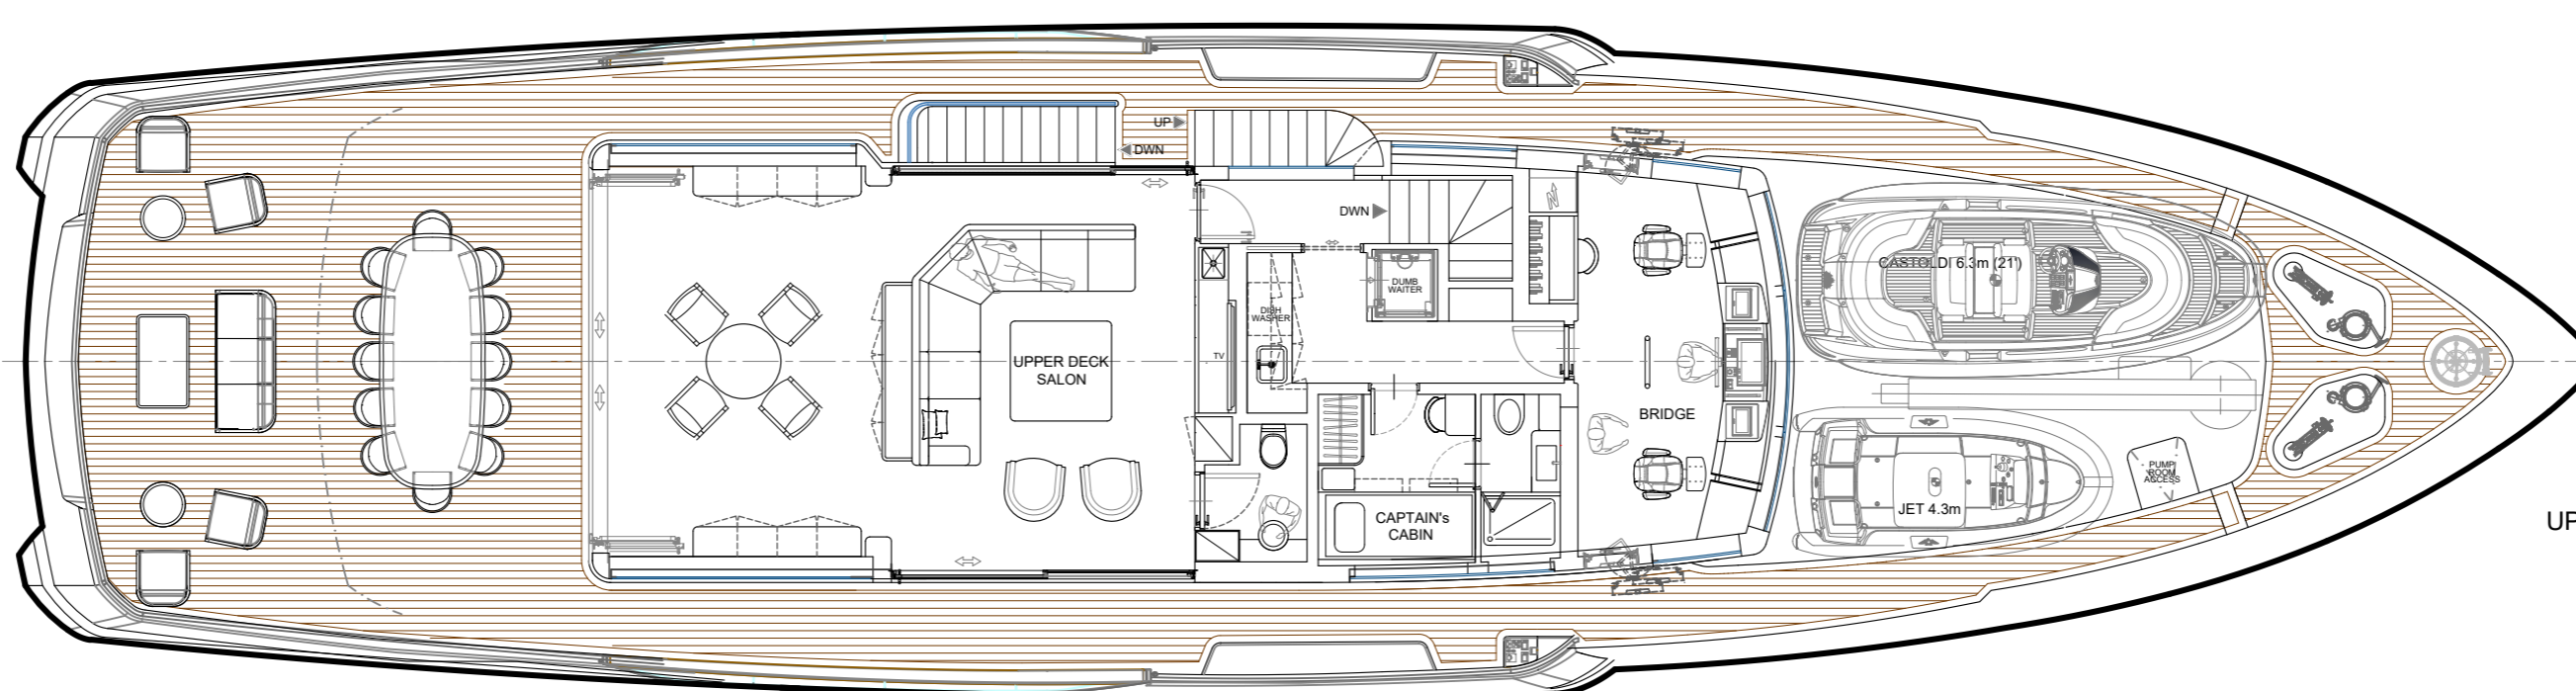 UP
DWN
DWN
CASTOLDI 6.3m (21')
DUMB
WAITER
DISH
WASHER
TV
UPPER DECK
SALON
BRIDGE
PUMP
ROOM
ACCESS
JET 4.3m
CAPTAIN's
CABIN
UP